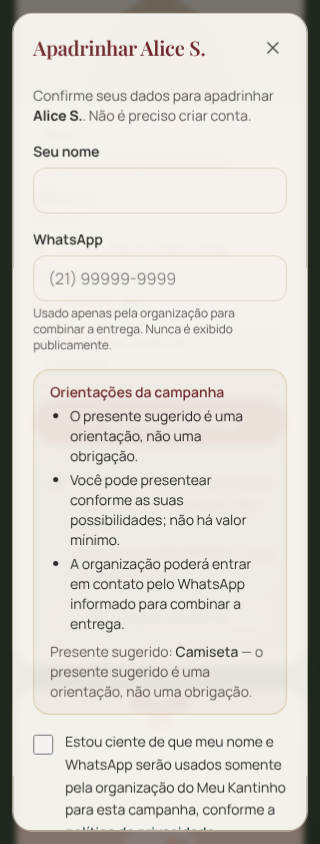 Apadrinhar Alice S.
Confirme seus dados para apadrinhar
Alice S.. Não é preciso criar conta.
Seu nome
WhatsApp
(21) 99999-9999
Usado apenas pela organização para
combinar a entrega. Nunca é exibido
publicamente.
Orientações da campanha
• O presente sugerido é uma
orientação, não uma
obrigação.
• Você pode presentear
conforme as suas
possibilidades; não há valor
mínimo.
• A organização poderá entrar
em contato pelo WhatsApp
informado para combinar a
entrega.
Presente sugerido: Camiseta — o
presente sugerido é uma
orientação, não uma obrigação.
Estou ciente de que meu nome e
WhatsApp serão usados somente
pela organização do Meu Kantinho
para esta campanha, conforme a
política de privacidade